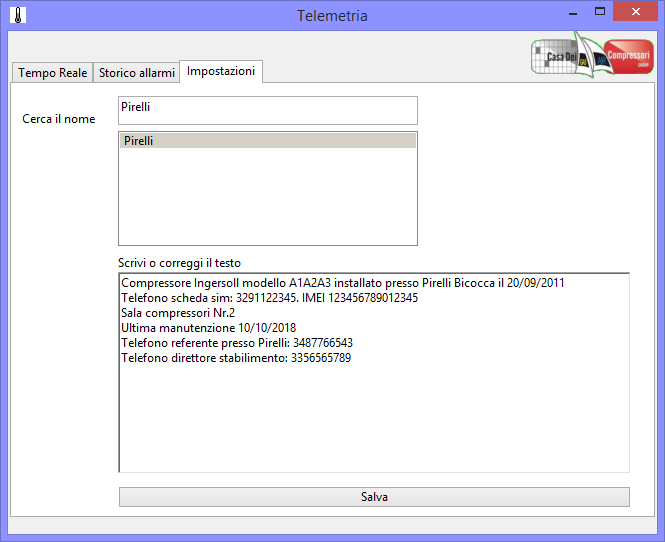 Telemetria
Casa Dei
Compressori
Tempo Reale
Storico allarmi
Impostazioni
Cerca il nome
Pirelli
Pirelli
Scrivi o correggi il testo
Compressore Ingersoll modello A1A2A3 installato presso Pirelli Bicocca il 20/09/2011
Telefono scheda sim: 3291122345. IMEI 123456789012345
Sala compressori Nr.2
Ultima manutenzione 10/10/2018
Telefono referente presso Pirelli: 3487766543
Telefono direttore stabilimento: 3356565789
Salva